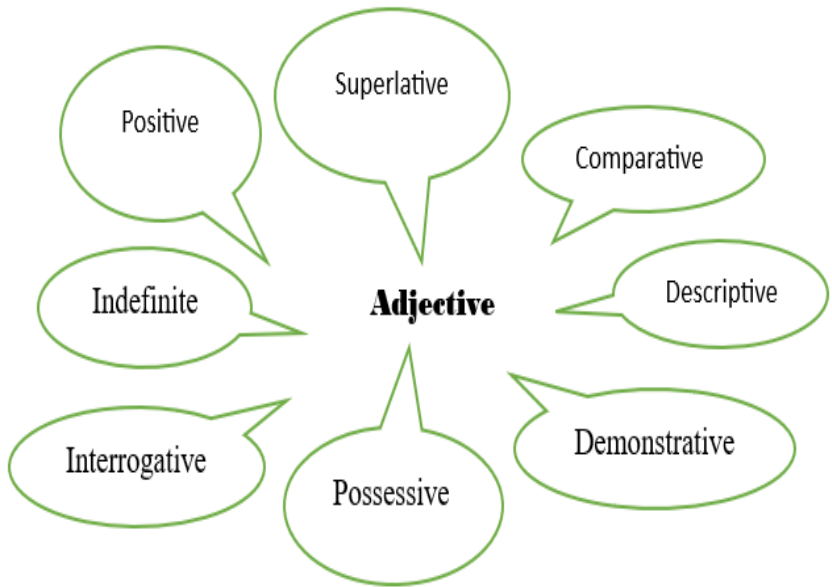 Superlative
Positive
Comparative
Indefinite
Adjective
Descriptive
Interrogative
Possessive
Demonstrative